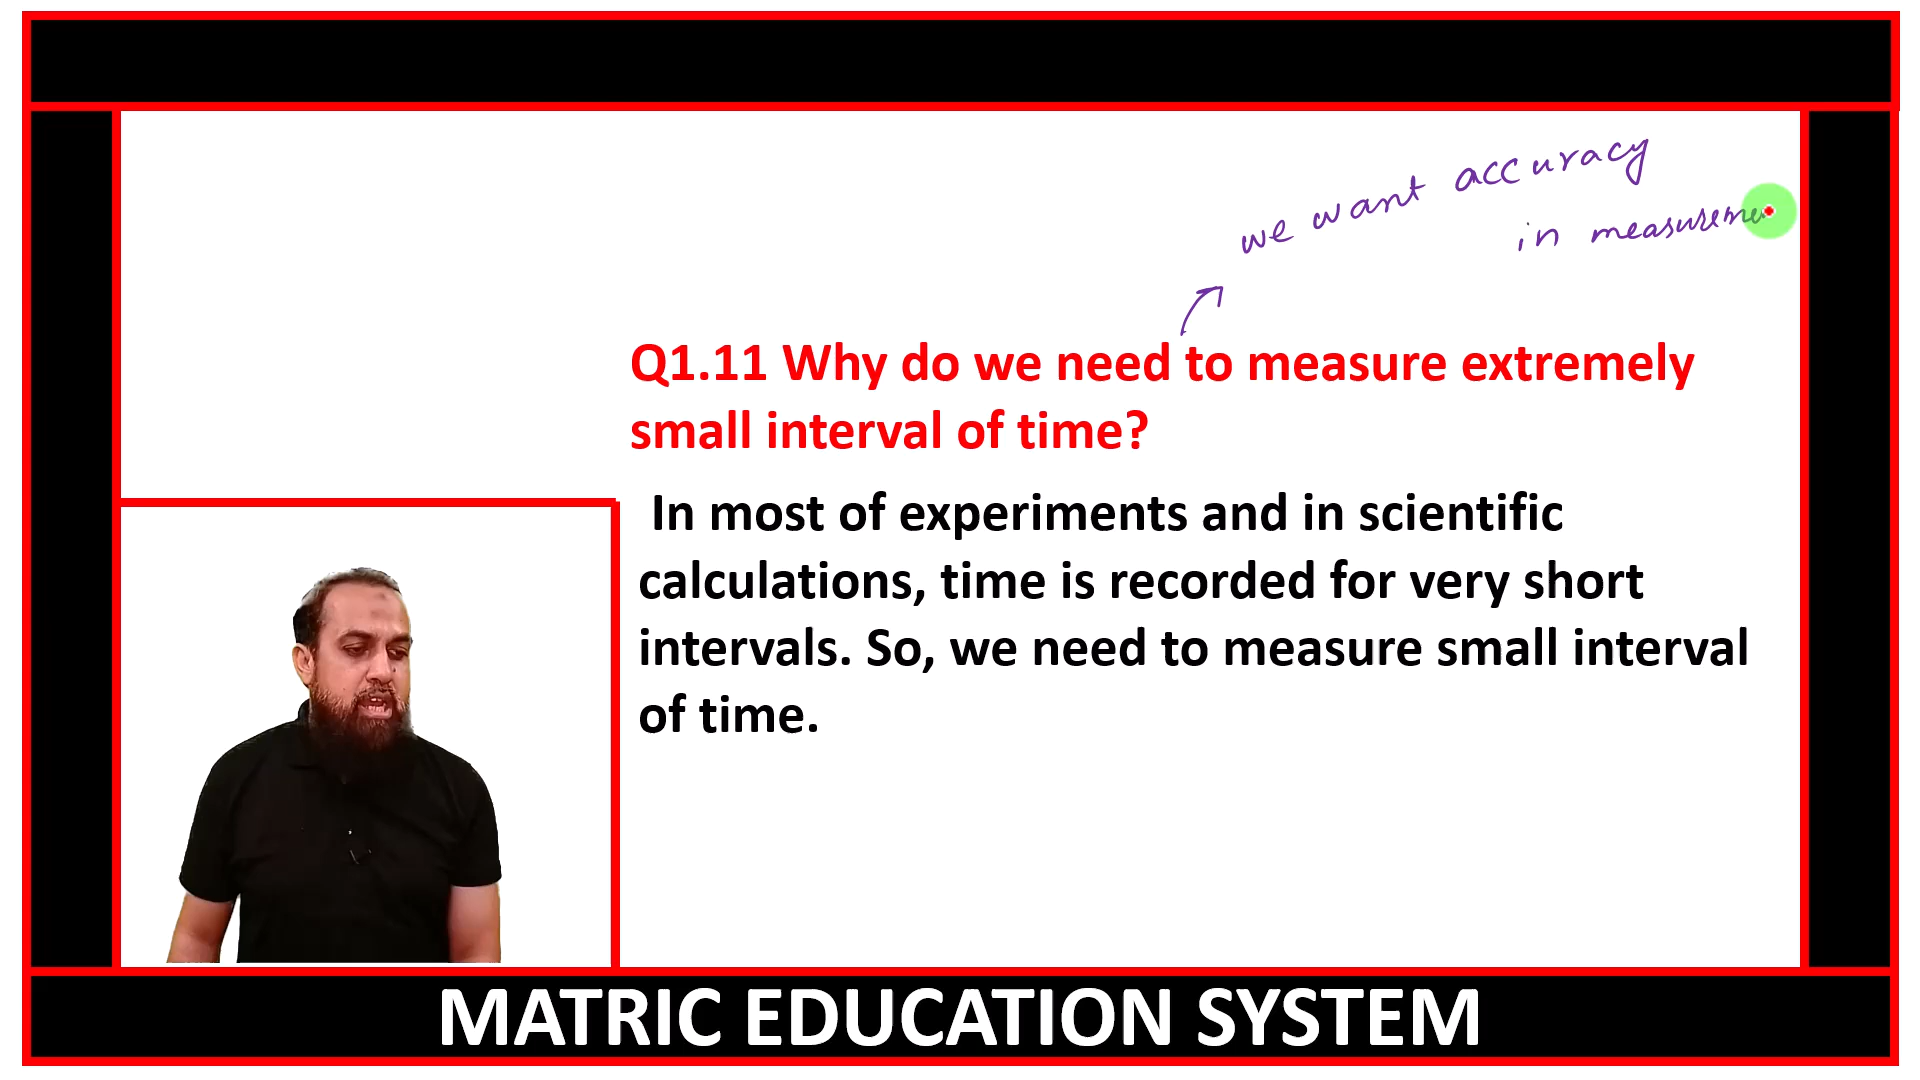 we want accuracy
in measureme
Q1.11 Why do we need to measure extremely
small interval of time?
In most of experiments and in scientific
calculations, time is recorded for very short
intervals. So, we need to measure small interval
of time.
MATRIC EDUCATION SYSTEM